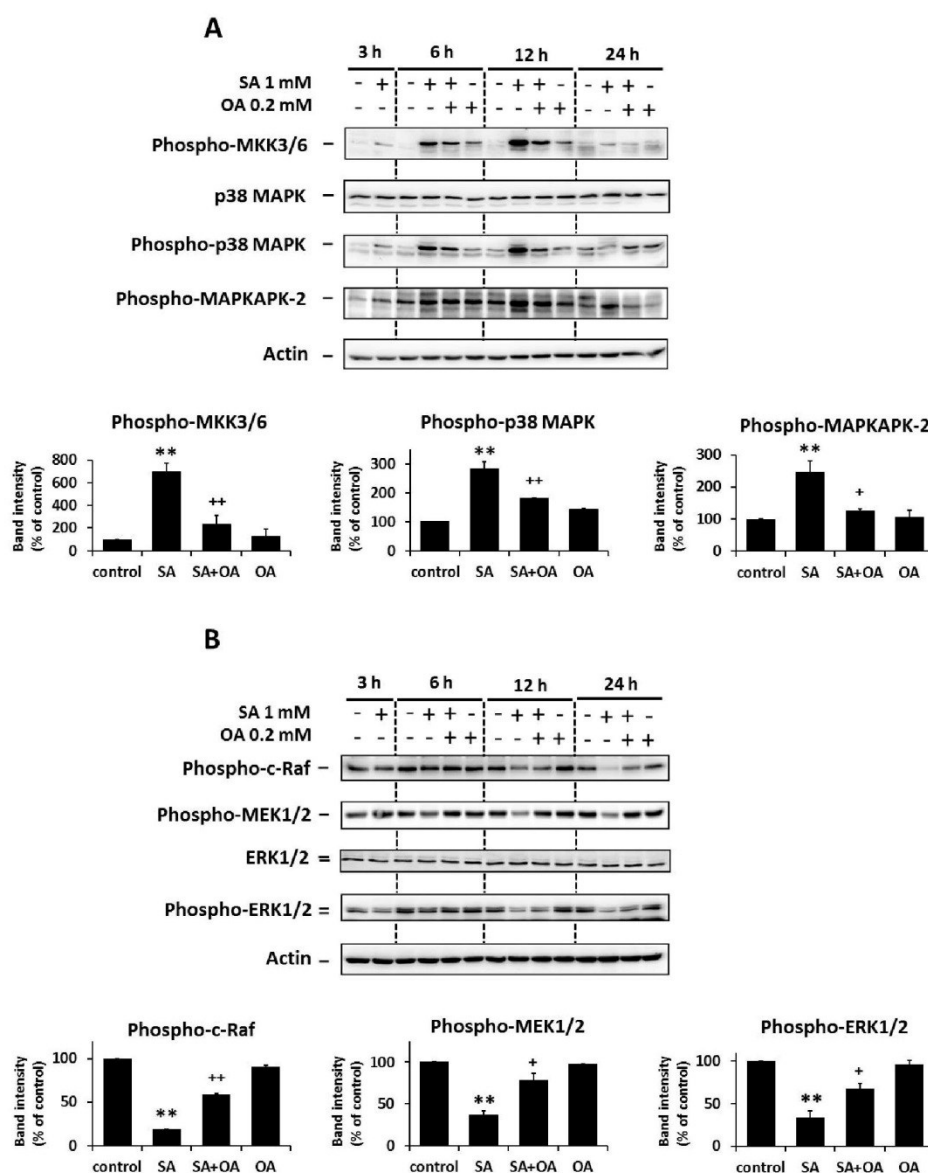 A
3 h 6 h 12 h 24 h
SA 1 mM - + - + + - - + + - - + + -
OA 0.2 mM - - - - + + - - + + - - + +
Phospho-MKK3/6 –
p38 MAPK –
Phospho-p38 MAPK –
Phospho-MAPKAPK-2 –
Actin –
Phospho-MKK3/6
Band intensity
(% of control)
800
600
400
200
0
**
++
control SA SA+OA OA
Phospho-p38 MAPK
Band intensity
(% of control)
300
200
100
0
**
++
control SA SA+OA OA
Phospho-MAPKAPK-2
Band intensity
(% of control)
300
200
100
0
**
+
control SA SA+OA OA
B
3 h 6 h 12 h 24 h
SA 1 mM - + - + + - - + + - - + + -
OA 0.2 mM - - - - + + - - + + - - + +
Phospho-c-Raf –
Phospho-MEK1/2 –
ERK1/2 =
Phospho-ERK1/2 =
Actin –
Phospho-c-Raf
Band intensity
(% of control)
100
50
0
**
++
control SA SA+OA OA
Phospho-MEK1/2
Band intensity
(% of control)
100
50
0
**
+
control SA SA+OA OA
Phospho-ERK1/2
Band intensity
(% of control)
100
50
0
**
+
control SA SA+OA OA